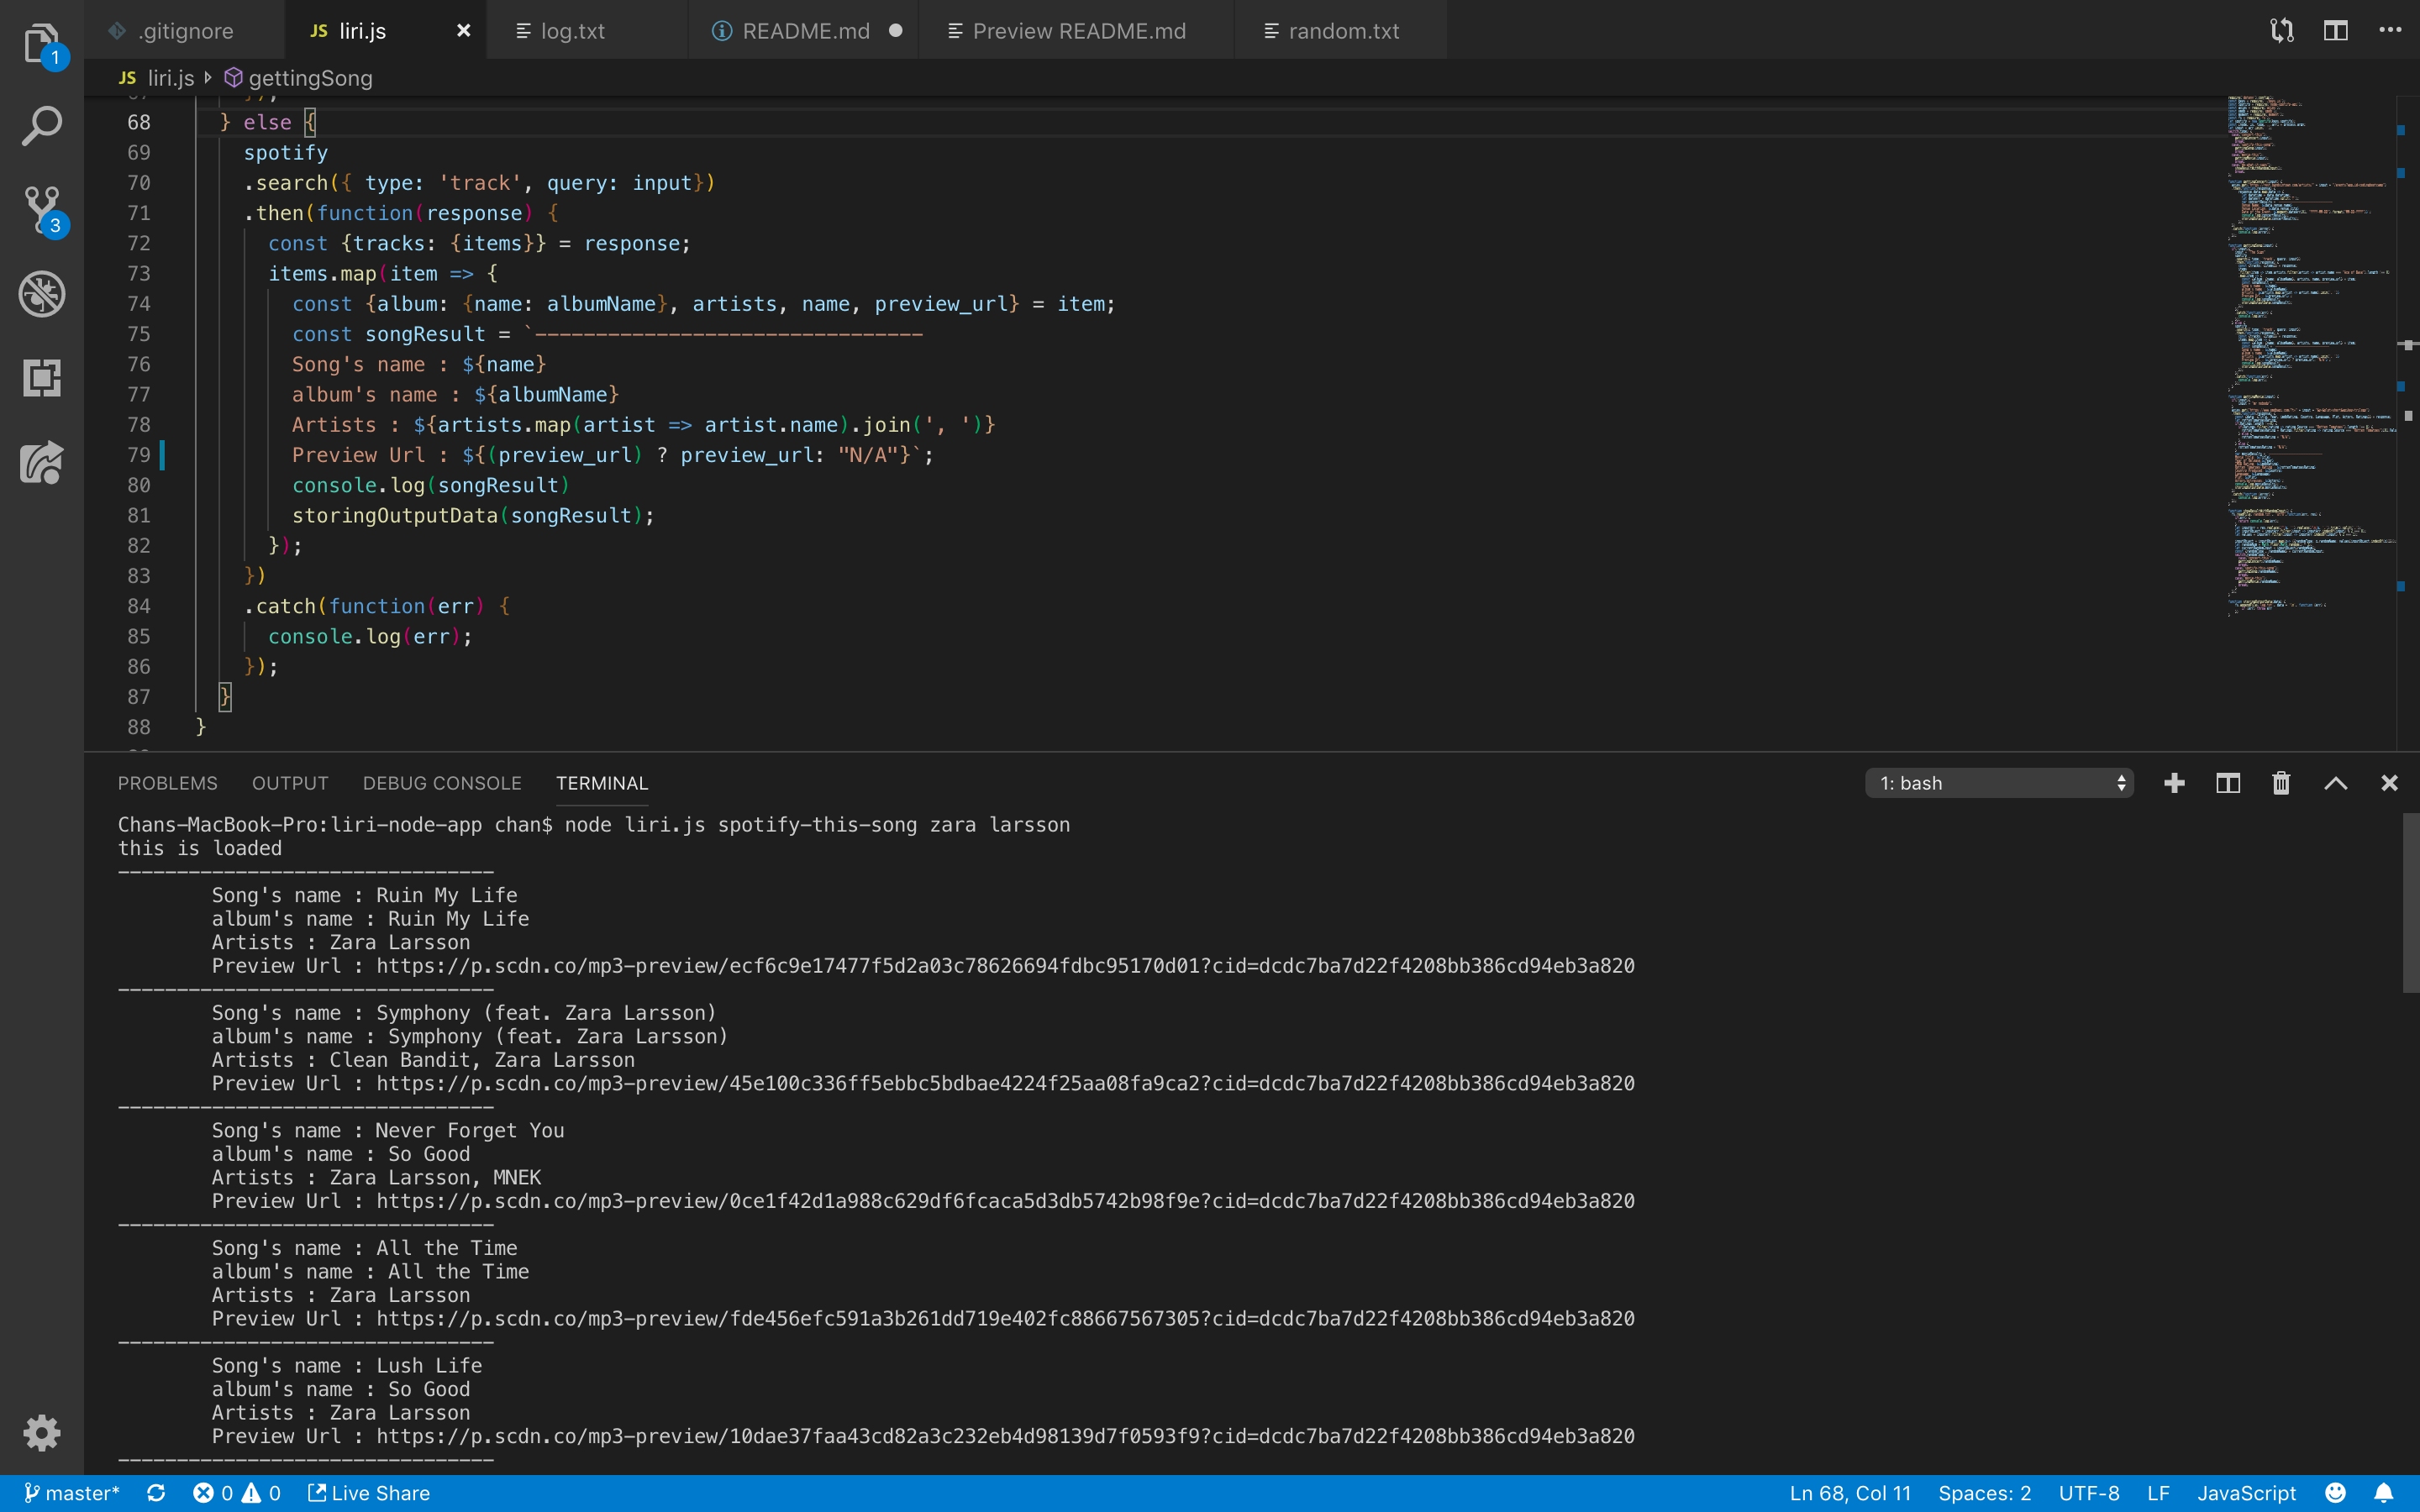 .gitignore
JS liri.js
log.txt
README.md
Preview README.md
random.txt
1
3
JS liri.js gettingSong
68 } else {
69 spotify
70 .search({ type: 'track', query: input})
71 .then(function(response) {
72 const {tracks: {items}} = response;
73 items.map(item => {
74 const {album: {name: albumName}, artists, name, preview_url} = item;
75 const songResult = `--------------------------------
76 Song's name : ${name}
77 album's name : ${albumName}
78 Artists : ${artists.map(artist => artist.name).join(', ')}
79 Preview Url : ${(preview_url) ? preview_url: "N/A"}`;
80 console.log(songResult)
81 storingOutputData(songResult);
82 });
83 })
84 .catch(function(err) {
85 console.log(err);
86 });
87 }
88 }
PROBLEMS OUTPUT DEBUG CONSOLE TERMINAL
1: bash
Chans-MacBook-Pro:liri-node-app chan$ node liri.js spotify-this-song zara larsson
this is loaded
--------------------------------
Song's name : Ruin My Life
album's name : Ruin My Life
Artists : Zara Larsson
Preview Url : https://p.scdn.co/mp3-preview/ecf6c9e17477f5d2a03c78626694fdbc95170d01?cid=dcdc7ba7d22f4208bb386cd94eb3a820
--------------------------------
Song's name : Symphony (feat. Zara Larsson)
album's name : Symphony (feat. Zara Larsson)
Artists : Clean Bandit, Zara Larsson
Preview Url : https://p.scdn.co/mp3-preview/45e100c336ff5ebbc5bdbae4224f25aa08fa9ca2?cid=dcdc7ba7d22f4208bb386cd94eb3a820
--------------------------------
Song's name : Never Forget You
album's name : So Good
Artists : Zara Larsson, MNEK
Preview Url : https://p.scdn.co/mp3-preview/0ce1f42d1a988c629df6fcaca5d3db5742b98f9e?cid=dcdc7ba7d22f4208bb386cd94eb3a820
--------------------------------
Song's name : All the Time
album's name : All the Time
Artists : Zara Larsson
Preview Url : https://p.scdn.co/mp3-preview/fde456efc591a3b261dd719e402fc88667567305?cid=dcdc7ba7d22f4208bb386cd94eb3a820
--------------------------------
Song's name : Lush Life
album's name : So Good
Artists : Zara Larsson
Preview Url : https://p.scdn.co/mp3-preview/10dae37faa43cd82a3c232eb4d98139d7f0593f9?cid=dcdc7ba7d22f4208bb386cd94eb3a820
--------------------------------
master* 0 0 Live Share
Ln 68, Col 11 Spaces: 2 UTF-8 LF JavaScript